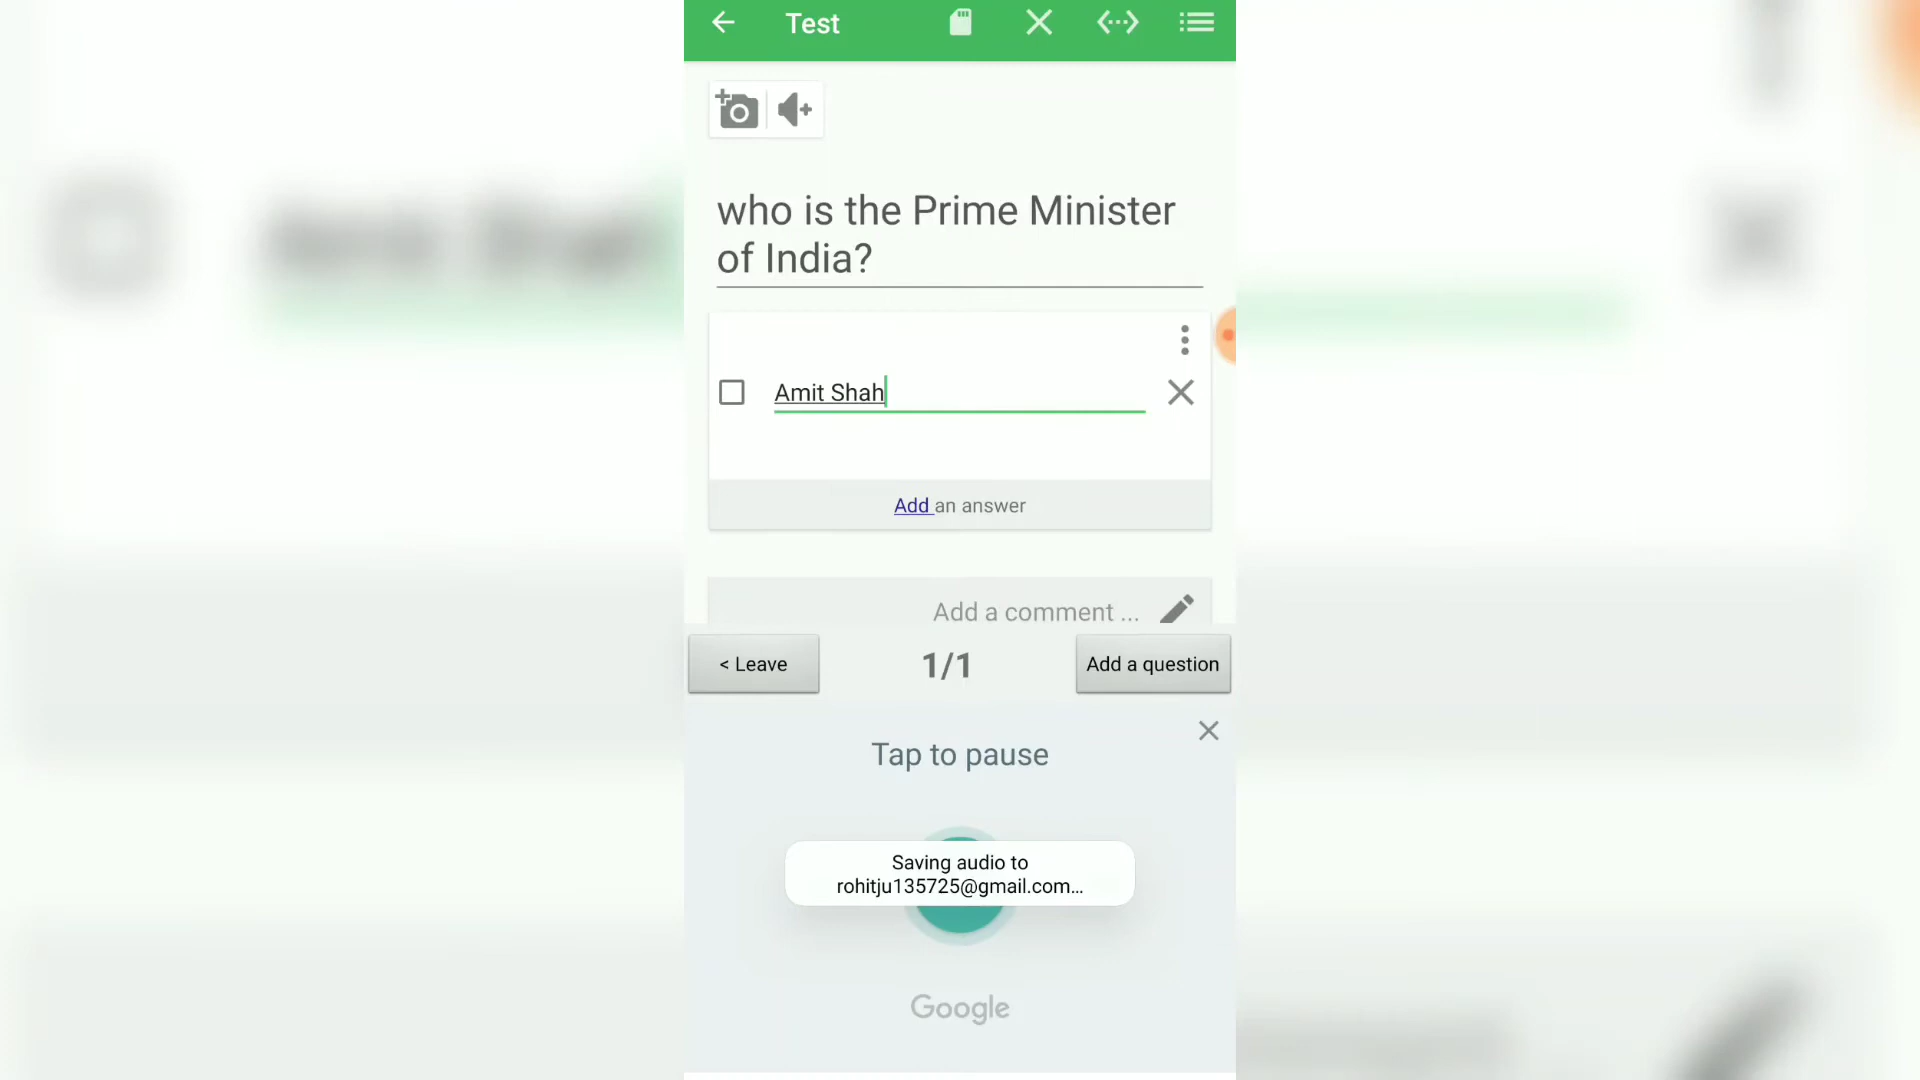 Test
who is the Prime Minister
of India?
Amit Shah
Add an answer
Add a comment ...
< Leave
1/1
Add a question
Tap to pause
Saving audio to
rohitju135725@gmail.com...
Google